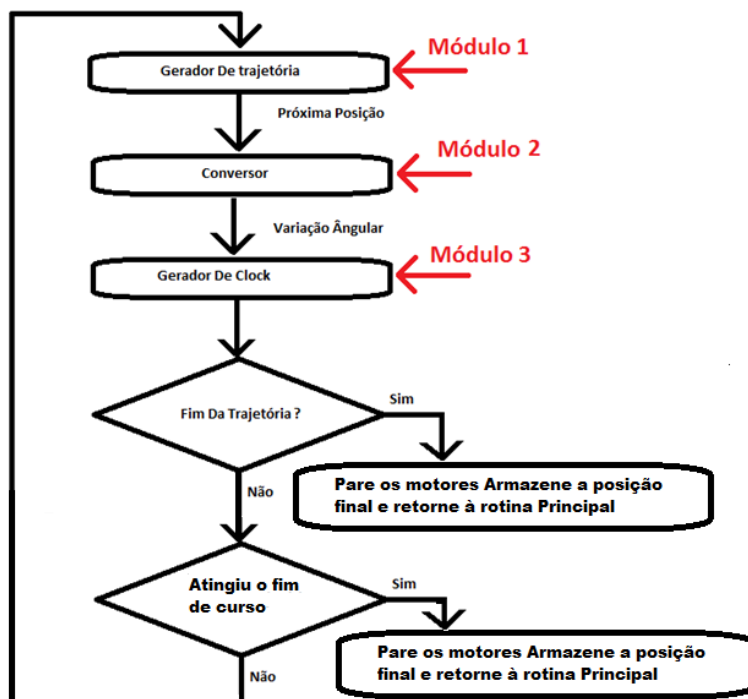 Módulo 1
Gerador De trajetória
Próxima Posição
Módulo 2
Conversor
Variação Ângular
Módulo 3
Gerador De Clock
Fim Da Trajetória ?
Sim
Pare os motores Armazene a posição
final e retorne à rotina Principal
Não
Atingiu o fim
de curso
Sim
Pare os motores Armazene a posição
final e retorne à rotina Principal
Não